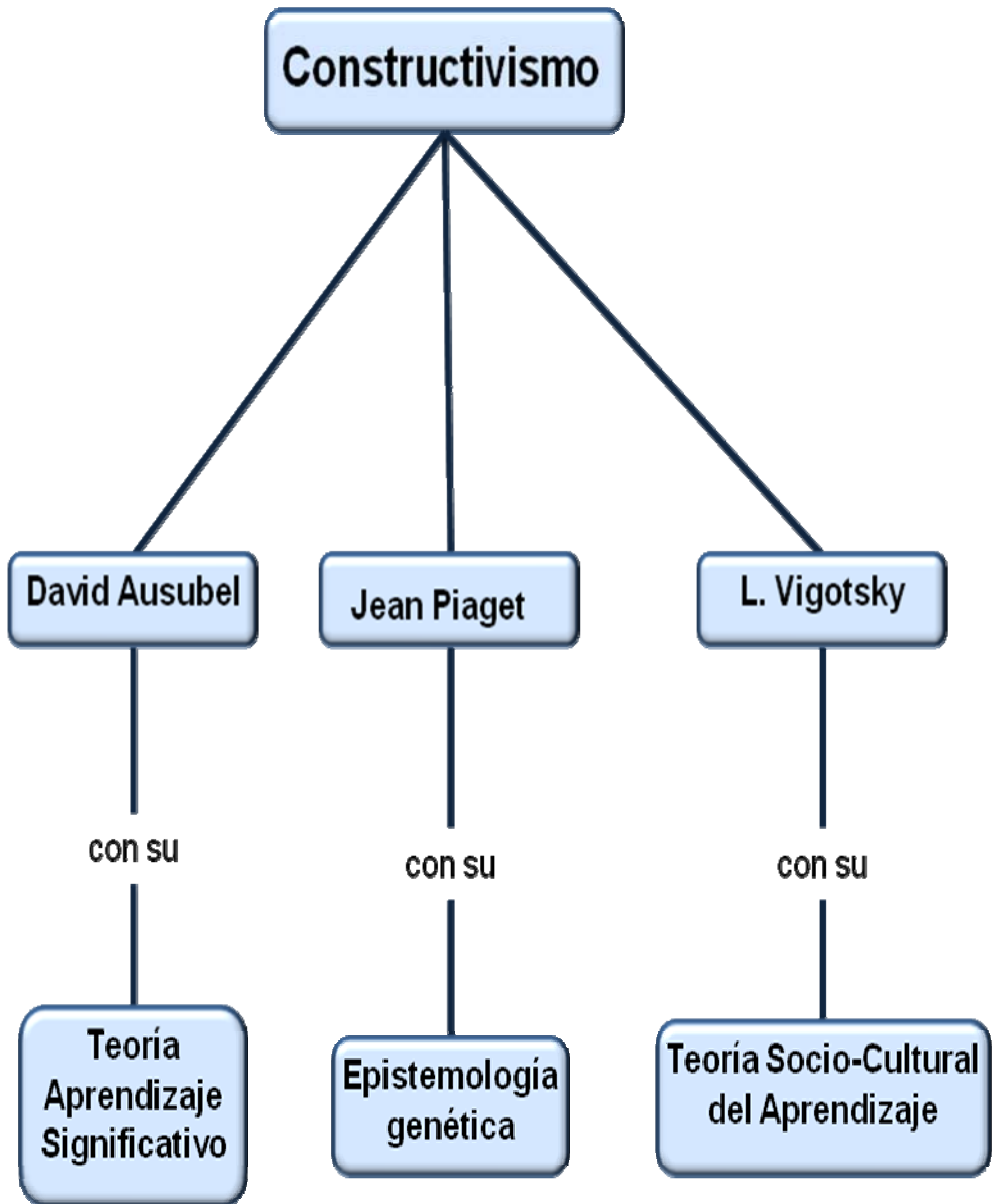 Constructivismo
David Ausubel
Jean Piaget
L. Vigotsky
con su
con su
con su
Teoría
Aprendizaje
Significativo
Epistemología
genética
Teoría Socio-Cultural
del Aprendizaje